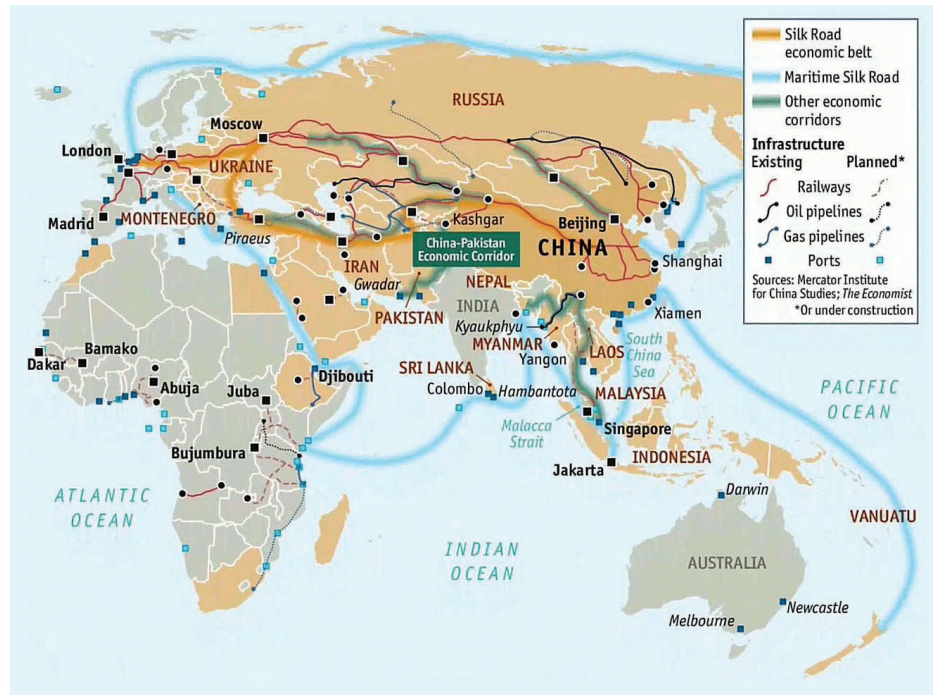 Silk Road
economic belt
Maritime Silk Road
Other economic
corridors
Infrastructure
Existing Planned*
Railways
Oil pipelines
Gas pipelines
Ports
Sources: Mercator Institute
for China Studies; The Economist
*Or under construction
RUSSIA
Moscow
London
UKRAINE
Madrid
MONTENEGRO
Piraeus
Kashgar
Beijing
CHINA
China-Pakistan
Economic Corridor
Shanghai
IRAN
Gwadar
NEPAL
INDIA
PAKISTAN
Xiamen
Kyaukphyu
MYANMAR
Yangon
LAOS
South
China
Sea
Dakar
Bamako
Abuja
Juba
Djibouti
SRI LANKA
Colombo
Hambantota
MALAYSIA
PACIFIC
OCEAN
Malacca
Strait
Singapore
Bujumbura
Jakarta
INDONESIA
ATLANTIC
OCEAN
Darwin
VANUATU
INDIAN
OCEAN
AUSTRALIA
Newcastle
Melbourne